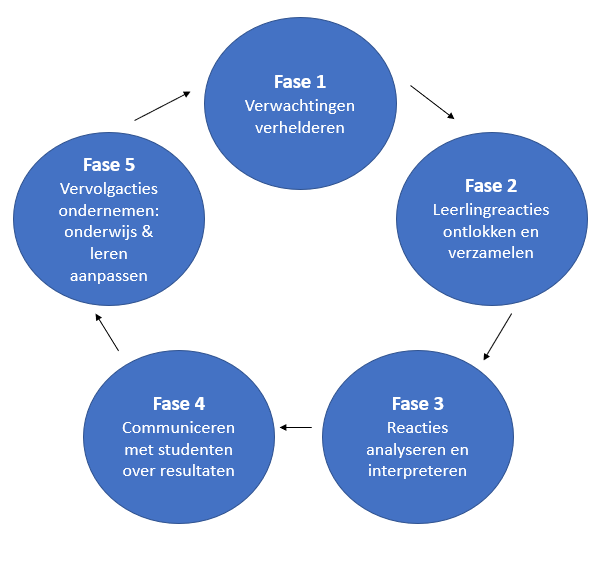 Fase 1
Verwachtingen
verhelderen
Fase 2
Leerlingreacties
ontlokken en
verzamelen
Fase 3
Reacties
analyseren en
interpreteren
Fase 4
Communiceren
met studenten
over resultaten
Fase 5
Vervolgacties
ondernemen:
onderwijs &
leren
aanpassen